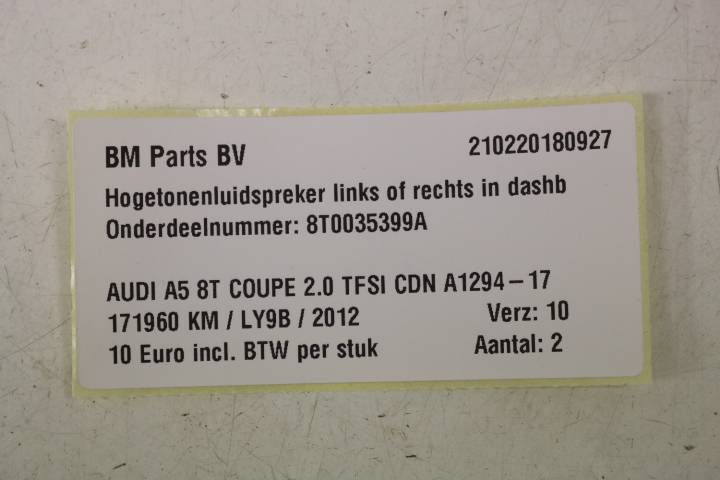 BM Parts BV 210220180927
Hogetonenluidspreker links of rechts in dashb
Onderdeelnummer: 8T0035399A
AUDI A5 8T COUPE 2.0 TFSI CDN A1294-17
171960 KM / LY9B / 2012 Verz: 10
10 Euro incl. BTW per stuk Aantal: 2